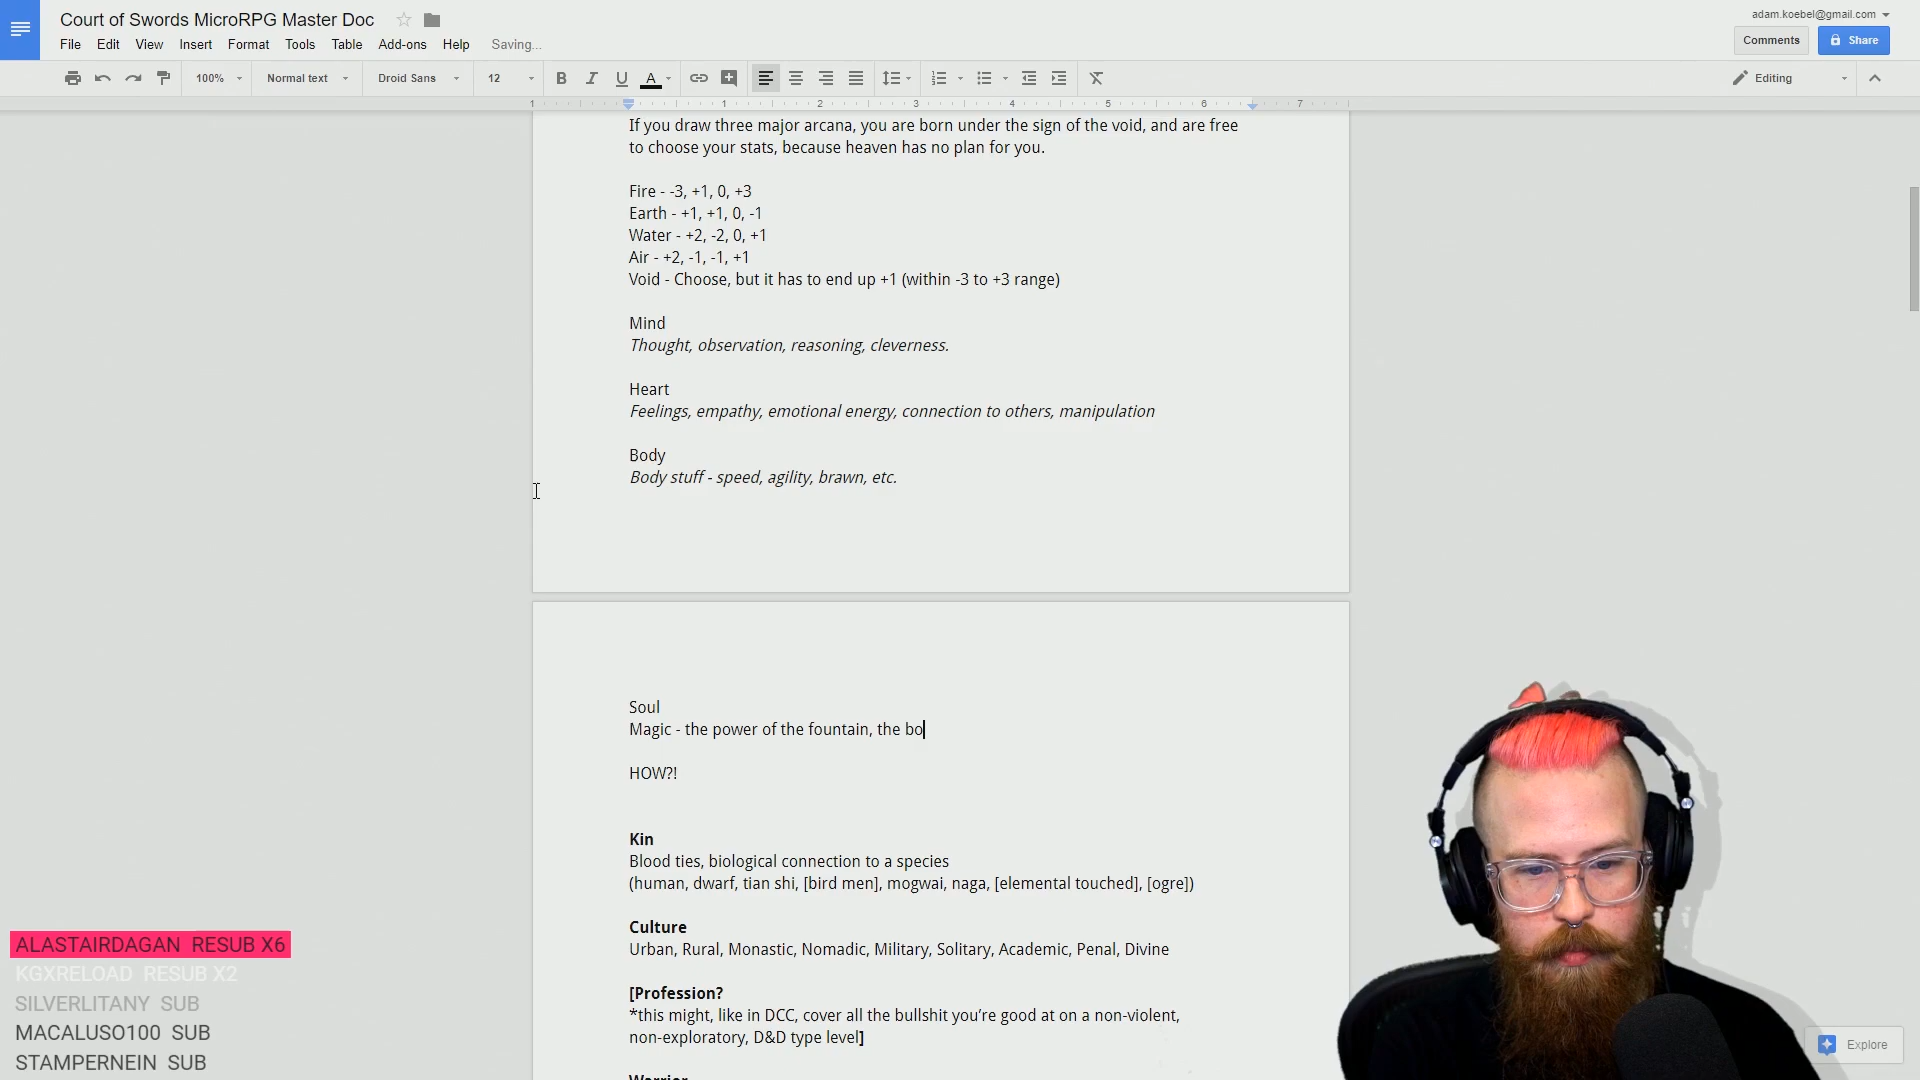 Court of Swords MicroRPG Master Doc
adam.koebel@gmail.com
File Edit View Insert Format Tools Table Add-ons Help Saving...
Comments
Share
100% Normal text Droid Sans 12 B I U A Editing
1 1 2 3 4 5 6 7
If you draw three major arcana, you are born under the sign of the void, and are free
to choose your stats, because heaven has no plan for you.
Fire - -3, +1, 0, +3
Earth - +1, +1, 0, -1
Water - +2, -2, 0, +1
Air - +2, -1, -1, +1
Void - Choose, but it has to end up +1 (within -3 to +3 range)
Mind
Thought, observation, reasoning, cleverness.
Heart
Feelings, empathy, emotional energy, connection to others, manipulation
Body
Body stuff - speed, agility, brawn, etc.
Soul
Magic - the power of the fountain, the bo
HOW?!
Kin
Blood ties, biological connection to a species
(human, dwarf, tian shi, [bird men], mogwai, naga, [elemental touched], [ogre])
Culture
Urban, Rural, Monastic, Nomadic, Military, Solitary, Academic, Penal, Divine
[Profession?
*this might, like in DCC, cover all the bullshit you're good at on a non-violent,
non-exploratory, D&D type level]
Warrior
ALASTAIRDAGAN RESUB X6
KGXRELOAD RESUB X2
SILVERLITANY SUB
MACALUSO100 SUB
STAMPERNEIN SUB
Explore